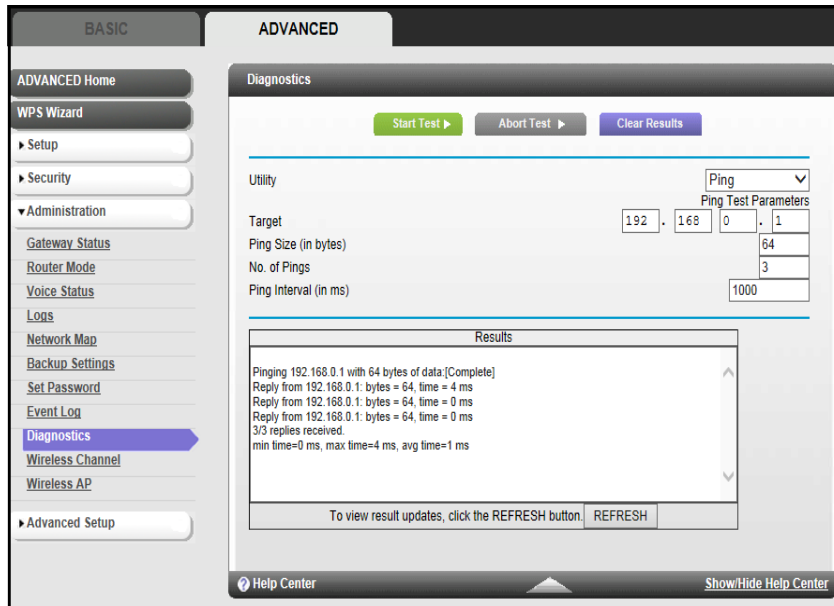 BASIC
ADVANCED
ADVANCED Home
WPS Wizard
Setup
Security
Administration
Gateway Status
Router Mode
Voice Status
Logs
Network Map
Backup Settings
Set Password
Event Log
Diagnostics
Wireless Channel
Wireless AP
Advanced Setup
Diagnostics
Start Test Abort Test Clear Results
Utility Ping
Ping Test Parameters
Target 192 . 168 0 . 1
Ping Size (in bytes) 64
No. of Pings 3
Ping Interval (in ms) 1000
Results
Pinging 192.168.0.1 with 64 bytes of data:[Complete]
Reply from 192.168.0.1: bytes = 64, time = 4 ms
Reply from 192.168.0.1: bytes = 64, time = 0 ms
Reply from 192.168.0.1: bytes = 64, time = 0 ms
3/3 replies received.
min time=0 ms, max time=4 ms, avg time=1 ms
To view result updates, click the REFRESH button. REFRESH
Help Center Show/Hide Help Center